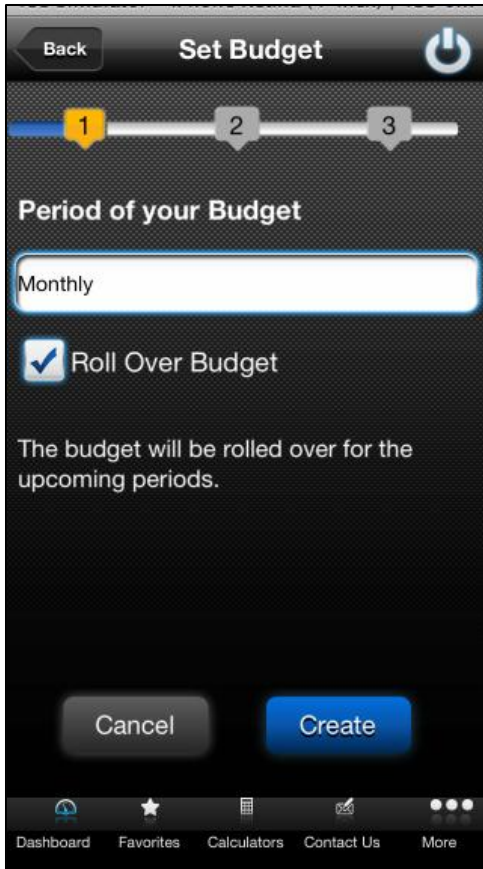 Back
Set Budget
1 2 3
Period of your Budget
Monthly
Roll Over Budget
The budget will be rolled over for the
upcoming periods.
Cancel
Create
Dashboard Favorites Calculators Contact Us More